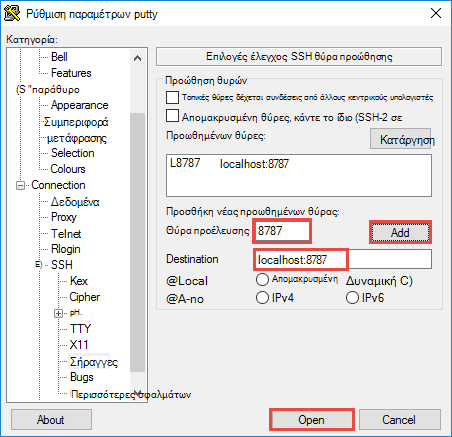 Ρύθμιση παραμέτρων putty
Κατηγορία:
Bell
Features
(S "παράθυρο
Appearance
Συμπεριφορά
μετάφρασης
Selection
Colours
Connection
Δεδομένα
Proxy
Telnet
Rlogin
SSH
Kex
Cipher
pH.
TTY
X11
Σήραγγες
Bugs
Περισσότερες σφαλμάτων
Επιλογές έλεγχος SSH θύρα προώθησης
Προώθηση θυρών
Τοπικές θύρες δέχεται συνδέσεις από άλλους κεντρικούς υπολογιστές
Απομακρυσμένη θύρες, κάντε το ίδιο (SSH-2 σε
Προωθημένων θύρες:
Κατάργηση
L8787 localhost:8787
Προσθήκη νέας προωθημένων θύρας:
Θύρα προέλευσης 8787 Add
Destination localhost:8787
@Local Απομακρυσμένη Δυναμική C)
@A-no IPv4 IPv6
About Open Cancel